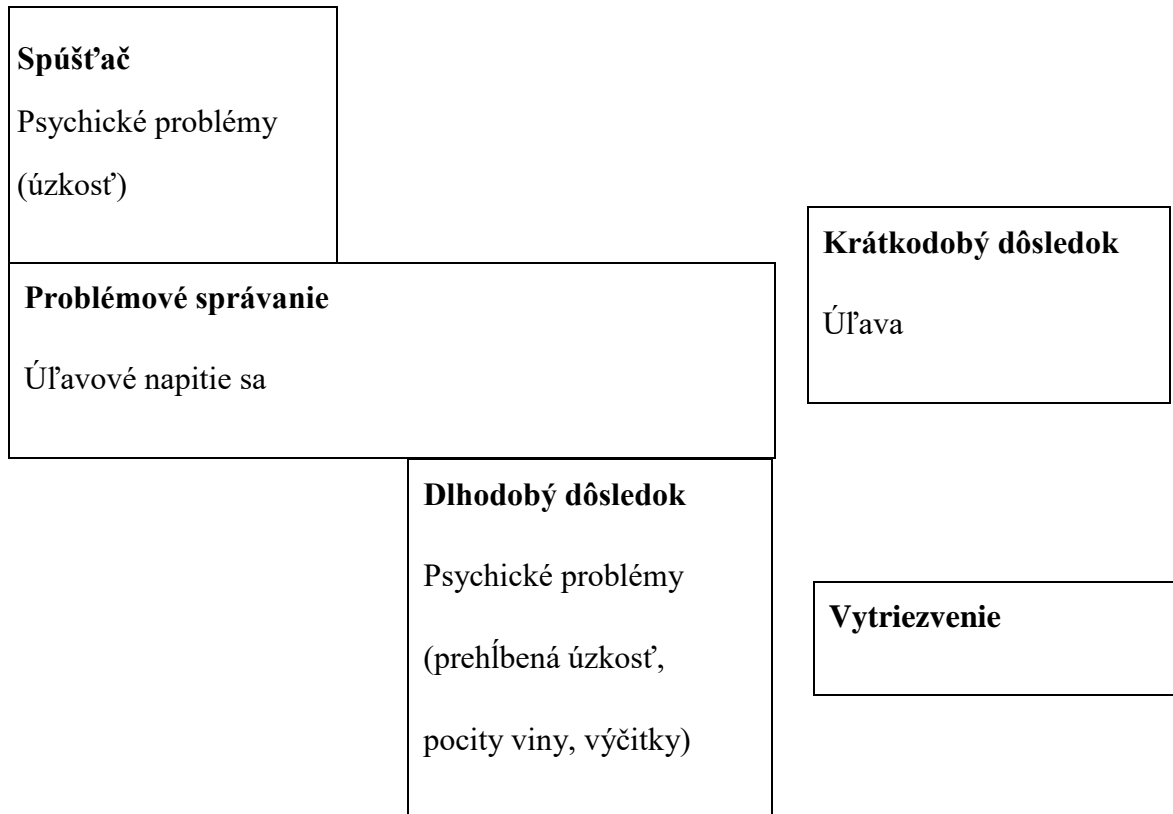 Spúšťač
Psychické problémy
(úzkosť)
Problémové správanie
Úľavové napitie sa
Krátkodobý dôsledok
Úľava
Dlhodobý dôsledok
Psychické problémy
(prehĺbená úzkosť,
pocity viny, výčitky)
Vytriezvenie